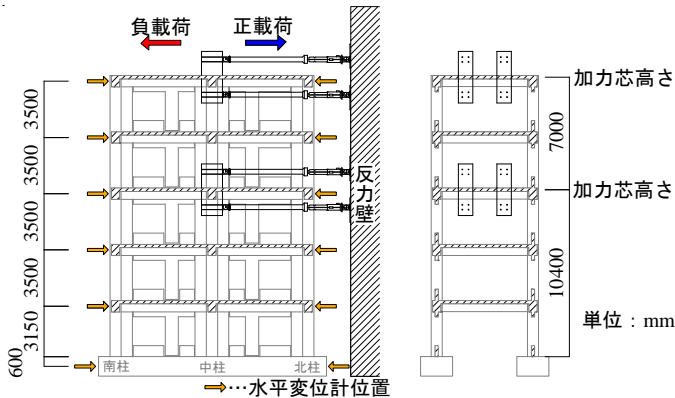 負載荷
正載荷
3500
3500
3500
3500
3150
600
反力壁
南柱
中柱
北柱
…水平変位計位置
加力芯高さ
7000
加力芯高さ
10400
単位：mm